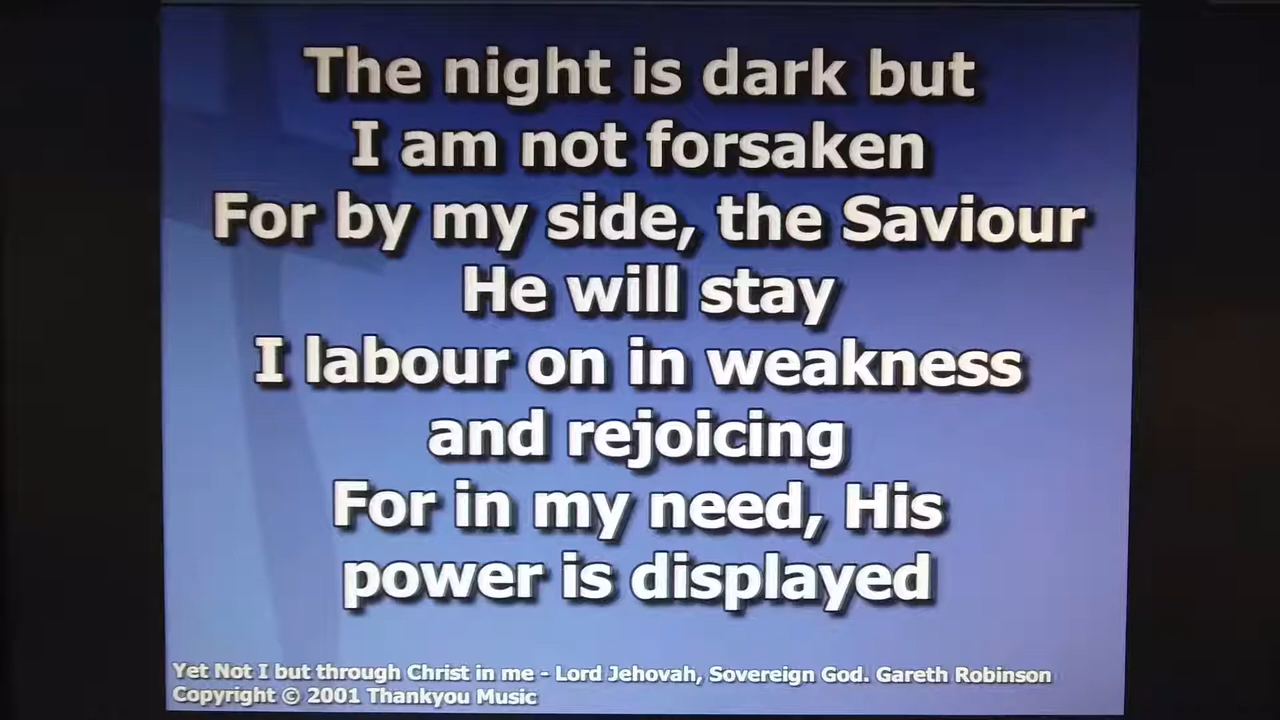 The night is dark but
I am not forsaken
For by my side, the Saviour
He will stay
I labour on in weakness
and rejoicing
For in my need, His
power is displayed
Yet Not I but through Christ in me - Lord Jehovah, Sovereign God. Gareth Robinson
Copyright © 2001 Thankyou Music